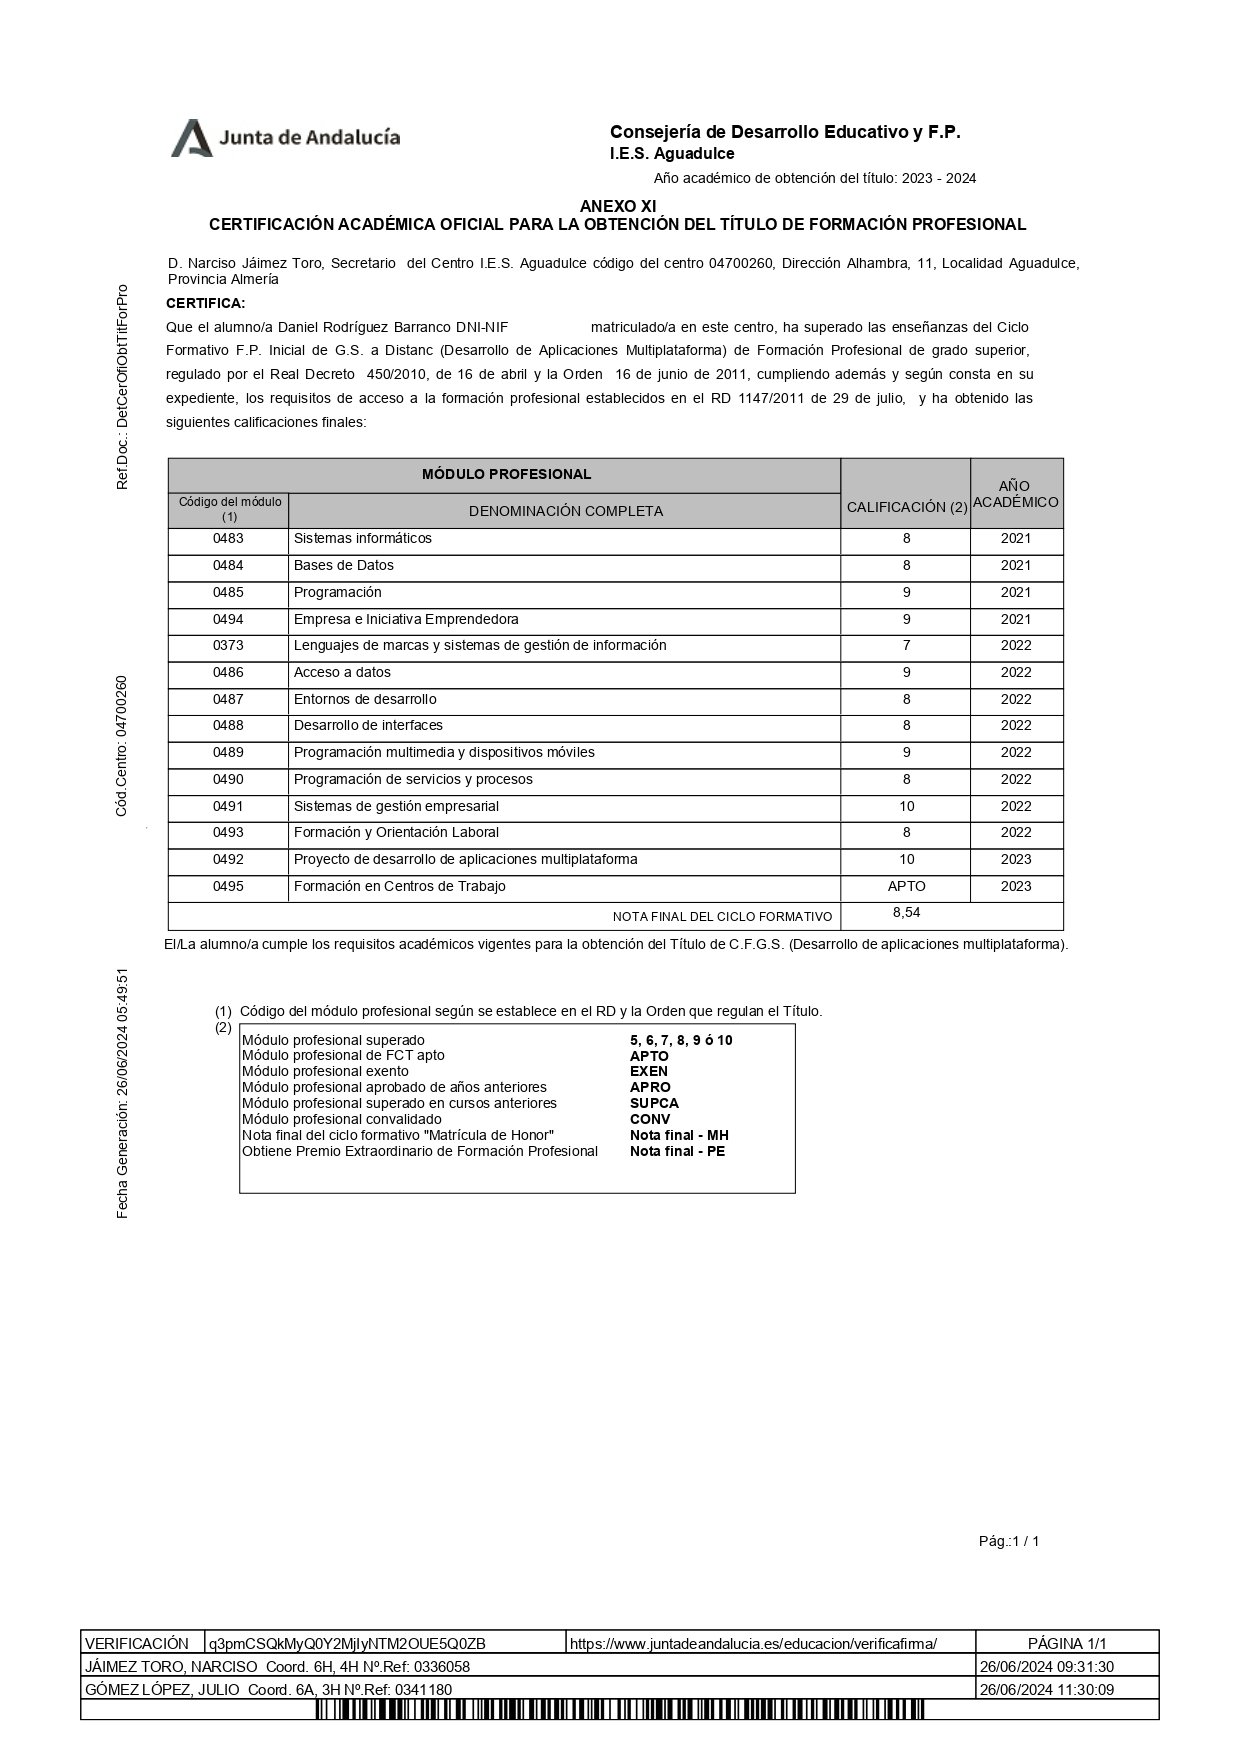 Junta de Andalucía
Consejería de Desarrollo Educativo y F.P.
I.E.S. Aguadulce
Año académico de obtención del título: 2023 - 2024
ANEXO XI
CERTIFICACIÓN ACADÉMICA OFICIAL PARA LA OBTENCIÓN DEL TÍTULO DE FORMACIÓN PROFESIONAL
D. Narciso Jáimez Toro, Secretario del Centro I.E.S. Aguadulce código del centro 04700260, Dirección Alhambra, 11, Localidad Aguadulce,
Provincia Almería
CERTIFICA:
Que el alumno/a Daniel Rodríguez Barranco DNI-NIF matriculado/a en este centro, ha superado las enseñanzas del Ciclo
Formativo F.P. Inicial de G.S. a Distanc (Desarrollo de Aplicaciones Multiplataforma) de Formación Profesional de grado superior,
regulado por el Real Decreto 450/2010, de 16 de abril y la Orden 16 de junio de 2011, cumpliendo además y según consta en su
expediente, los requisitos de acceso a la formación profesional establecidos en el RD 1147/2011 de 29 de julio, y ha obtenido las
siguientes calificaciones finales:
MÓDULO PROFESIONAL
Código del módulo
(1)
DENOMINACIÓN COMPLETA
CALIFICACIÓN (2)
AÑO
ACADÉMICO
0483 Sistemas informáticos 8 2021
0484 Bases de Datos 8 2021
0485 Programación 9 2021
0494 Empresa e Iniciativa Emprendedora 9 2021
0373 Lenguajes de marcas y sistemas de gestión de información 7 2022
0486 Acceso a datos 9 2022
0487 Entornos de desarrollo 8 2022
0488 Desarrollo de interfaces 8 2022
0489 Programación multimedia y dispositivos móviles 9 2022
0490 Programación de servicios y procesos 8 2022
0491 Sistemas de gestión empresarial 10 2022
0493 Formación y Orientación Laboral 8 2022
0492 Proyecto de desarrollo de aplicaciones multiplataforma 10 2023
0495 Formación en Centros de Trabajo APTO 2023
NOTA FINAL DEL CICLO FORMATIVO 8,54
El/La alumno/a cumple los requisitos académicos vigentes para la obtención del Título de C.F.G.S. (Desarrollo de aplicaciones multiplataforma).
(1) Código del módulo profesional según se establece en el RD y la Orden que regulan el Título.
(2)
Módulo profesional superado 5, 6, 7, 8, 9 ó 10
Módulo profesional de FCT apto APTO
Módulo profesional exento EXEN
Módulo profesional aprobado de años anteriores APRO
Módulo profesional superado en cursos anteriores SUPCA
Módulo profesional convalidado CONV
Nota final del ciclo formativo "Matrícula de Honor" Nota final - MH
Obtiene Premio Extraordinario de Formación Profesional Nota final - PE
Ref.Doc.: DetCerOfiObtTitForPro
Cód.Centro: 04700260
Fecha Generación: 26/06/2024 05:49:51
Pág.:1 / 1
VERIFICACIÓN q3pmCSQkMyQ0Y2MjIyNTM2OUE5Q0ZB https://www.juntadeandalucia.es/educacion/verificafirma/ PÁGINA 1/1
JÁIMEZ TORO, NARCISO Coord. 6H, 4H Nº.Ref: 0336058 26/06/2024 09:31:30
GÓMEZ LÓPEZ, JULIO Coord. 6A, 3H Nº.Ref: 0341180 26/06/2024 11:30:09